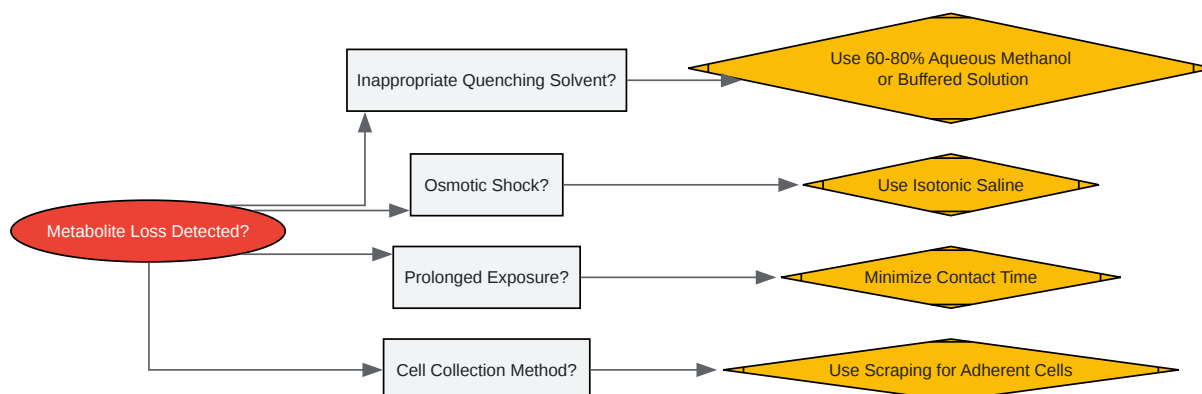 Metabolite Loss Detected?
Inappropriate Quenching Solvent?
Use 60-80% Aqueous Methanol
or Buffered Solution
Osmotic Shock?
Use Isotonic Saline
Prolonged Exposure?
Minimize Contact Time
Cell Collection Method?
Use Scraping for Adherent Cells